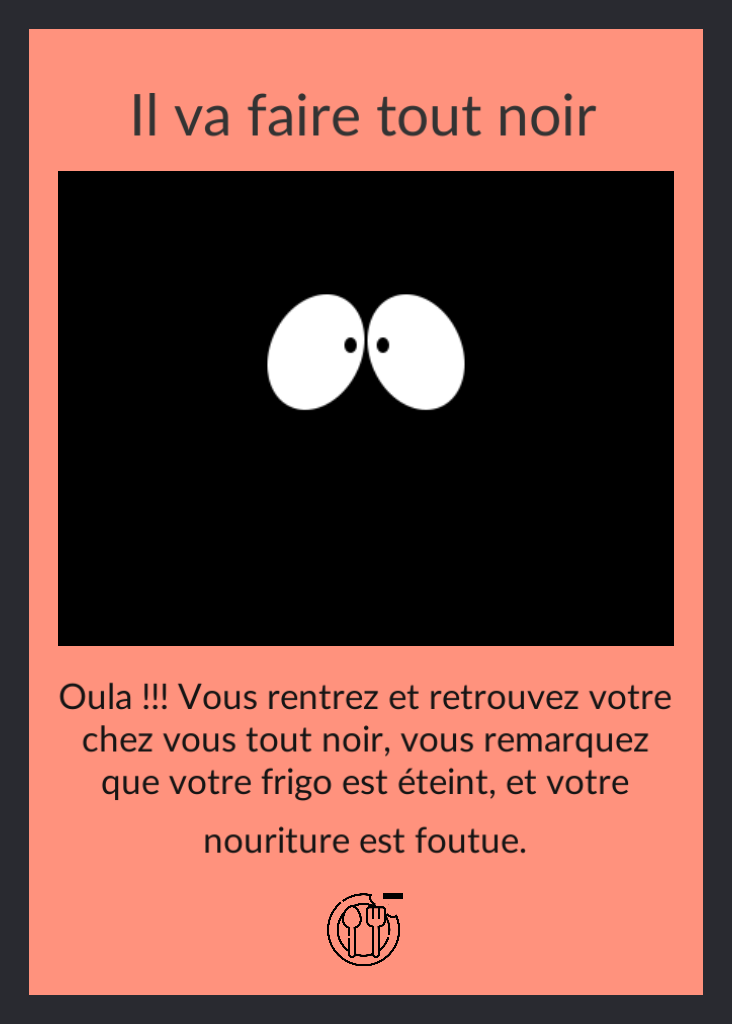 Il va faire tout noir
Oula !!! Vous rentrez et retrouvez votre
chez vous tout noir, vous remarquez
que votre frigo est éteint, et votre
nouriture est foutue.